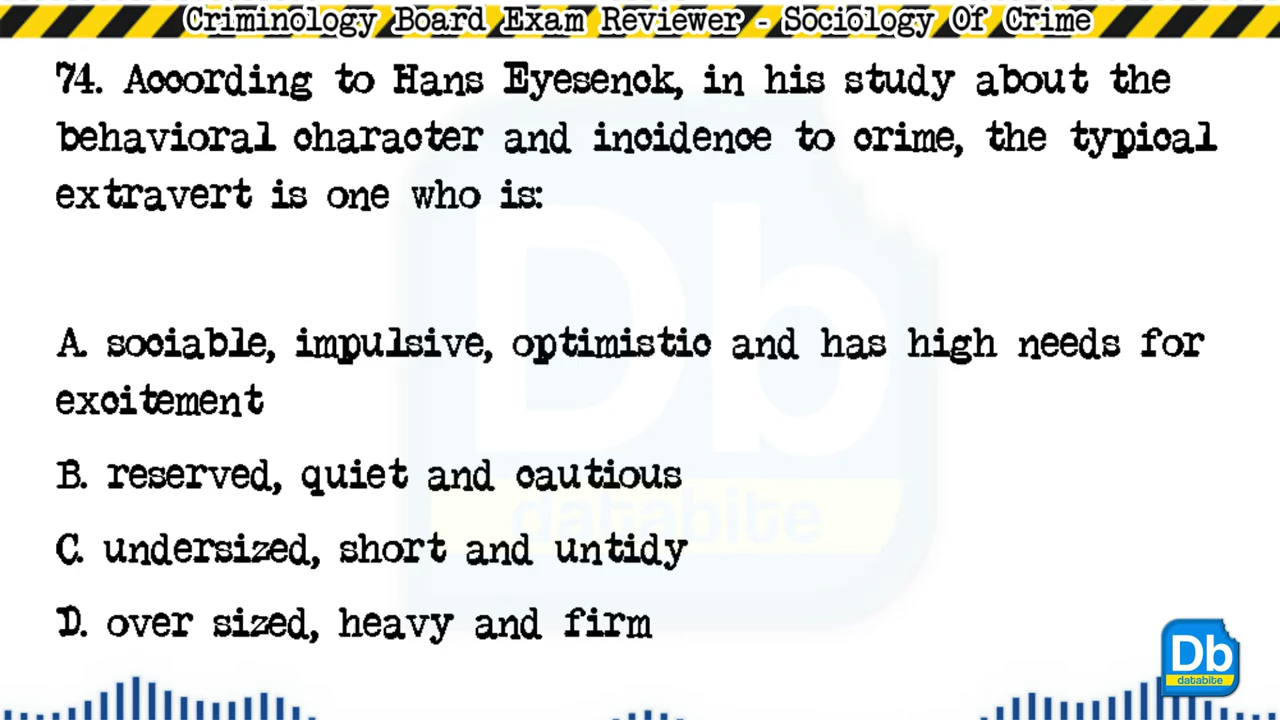 Criminology Board Exam Reviewer - Sociology Of Crime
74. According to Hans Eyesenck, in his study about the
behavioral character and incidence to crime, the typical
extravert is one who is:
A. sociable, impulsive, optimistic and has high needs for
excitement
B. reserved, quiet and cautious
C. undersized, short and untidy
D. over sized, heavy and firm
Db
databite
Db
databite